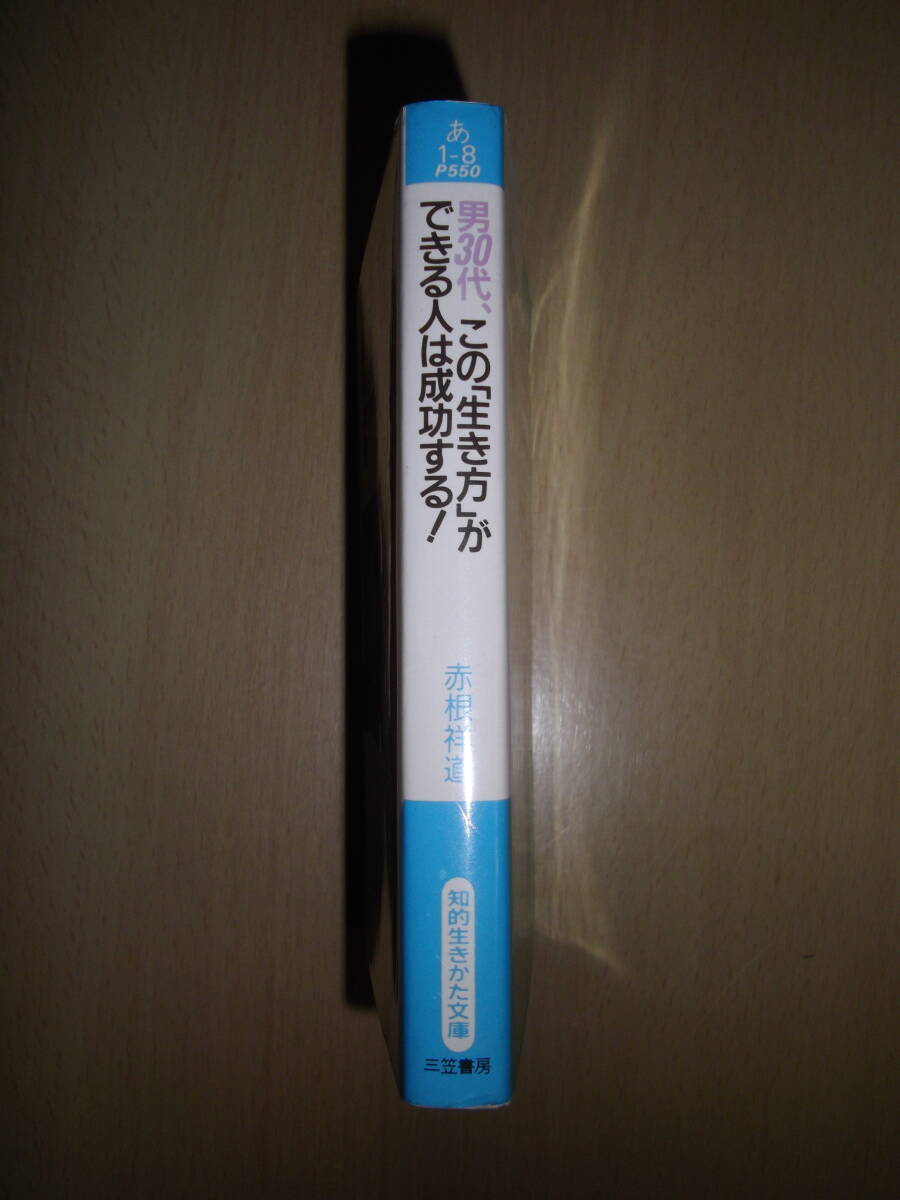 あ
1-8
P550
男30代、この「生き方」が
できる人は成功する!
赤根祥道
知的生きかた文庫
三笠書房